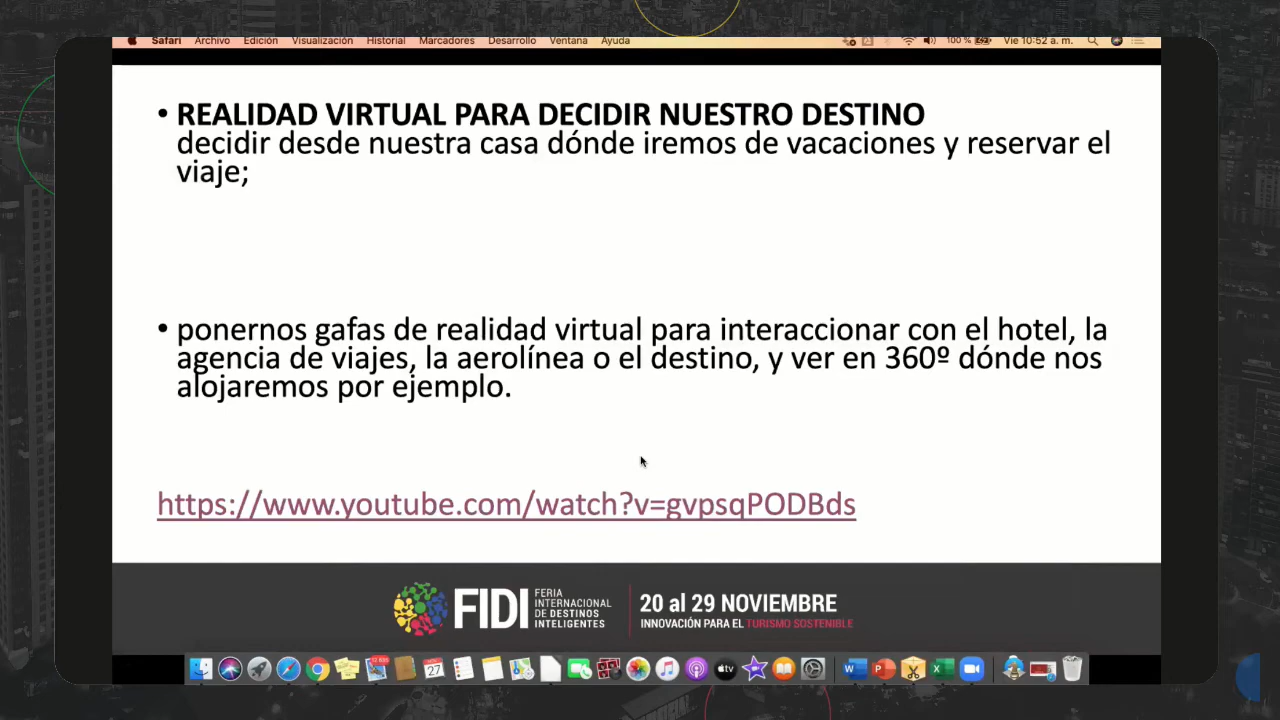 Safari Archivo Edición Visualización Historial Marcadores Desarrollo Ventana Ayuda 100 % Vie 10:52 a. m.
• REALIDAD VIRTUAL PARA DECIDIR NUESTRO DESTINO
decidir desde nuestra casa dónde iremos de vacaciones y reservar el
viaje;
• ponernos gafas de realidad virtual para interaccionar con el hotel, la
agencia de viajes, la aerolínea o el destino, y ver en 360º dónde nos
alojaremos por ejemplo.
https://www.youtube.com/watch?v=gvpsqPODBds
FIDI
FERIA
INTERNACIONAL
DE DESTINOS
INTELIGENTES
20 al 29 NOVIEMBRE
INNOVACIÓN PARA EL TURISMO SOSTENIBLE
27
tv
W
P
X